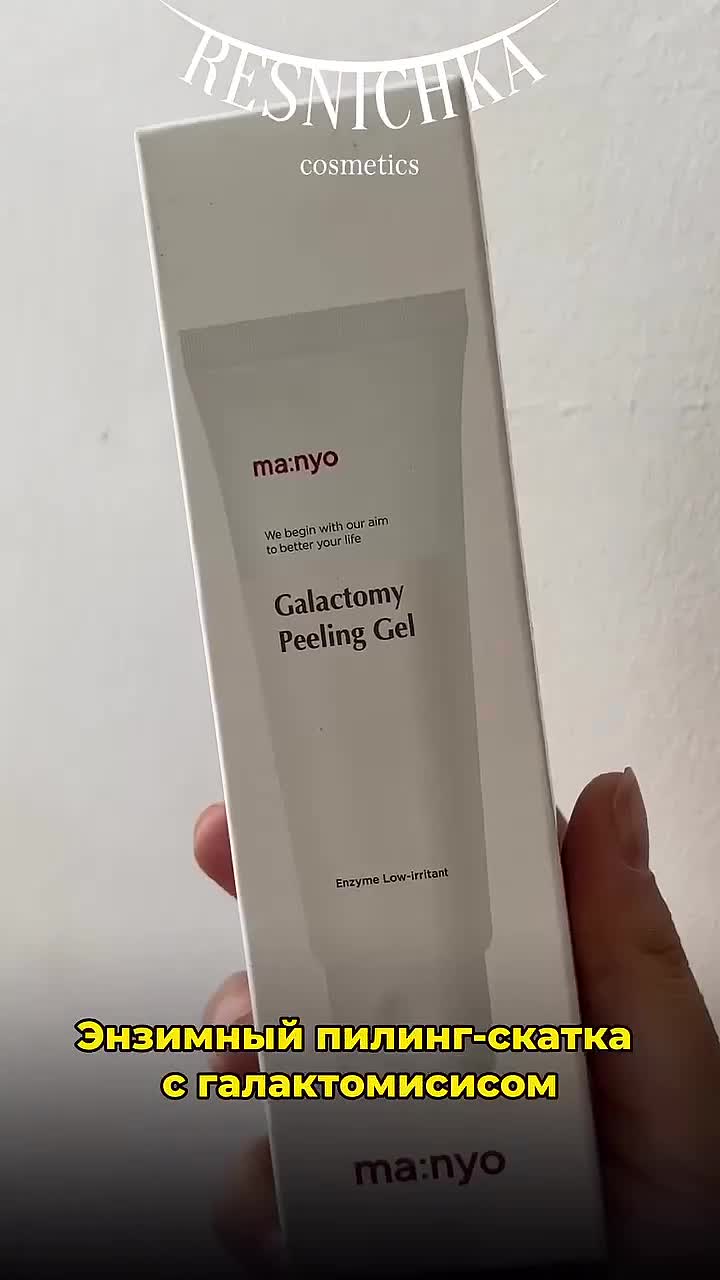 RESNICHKA
cosmetics
ma:nyo
We begin with our aim
to better your life
Galactomy
Peeling Gel
Enzyme Low-irritant
Энзимный пилинг-скатка
с галактомисисом
ma:nyo